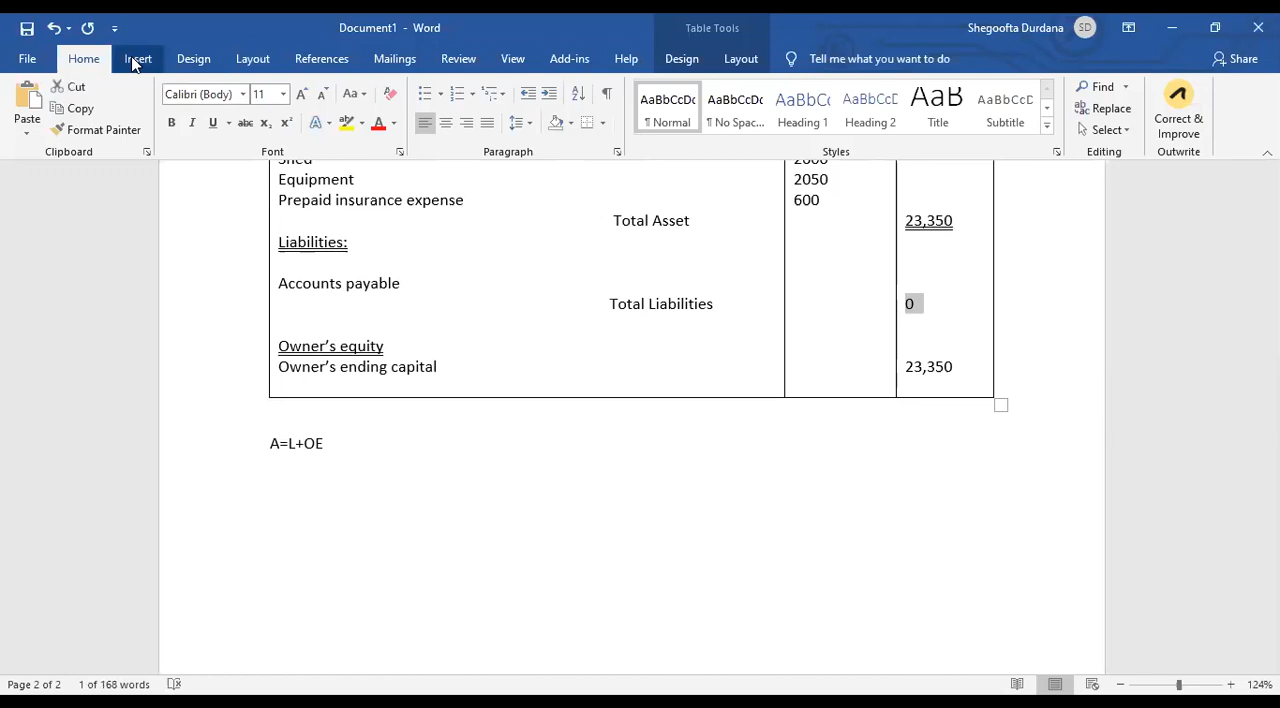 Document1 - Word
Table Tools
Shegoofta Durdana
SD
File
Home
Insert
Design
Layout
References
Mailings
Review
View
Add-ins
Help
Design
Layout
Tell me what you want to do
Share
Paste
Cut
Copy
Format Painter
Clipboard
Calibri (Body)
11
Font
Paragraph
AaBbCcDc
¶ Normal
AaBbCcDc
¶ No Spac...
AaBbCc
Heading 1
AaBbCcD
Heading 2
AaB
Title
AaBbCcD
Subtitle
Styles
Find
Replace
Select
Editing
Correct &
Improve
Outwrite
Shed 2000
Equipment 2050
Prepaid insurance expense 600
Total Asset 23,350
Liabilities:
Accounts payable
Total Liabilities 0
Owner's equity
Owner's ending capital 23,350
A=L+OE
Page 2 of 2
1 of 168 words
124%